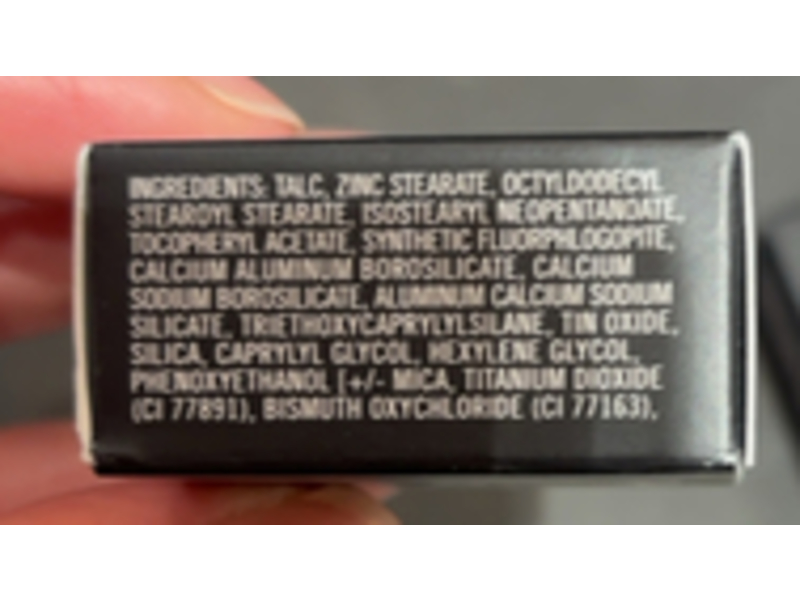 INGREDIENTS: TALC, ZINC STEARATE, OCTYLDODECYL
STEAROYL STEARATE, ISOSTEARYL NEOPENTANOATE,
TOCOPHERYL ACETATE, SYNTHETIC FLUORPHLOGOPITE,
CALCIUM ALUMINUM BOROSILICATE, CALCIUM
SODIUM BOROSILICATE, ALUMINUM CALCIUM SODIUM
SILICATE, TRIETHOXYCAPRYLYLSILANE, TIN OXIDE,
SILICA, CAPRYLYL GLYCOL, HEXYLENE GLYCOL,
PHENOXYETHANOL [+/- MICA, TITANIUM DIOXIDE
(CI 77891), BISMUTH OXYCHLORIDE (CI 77163),